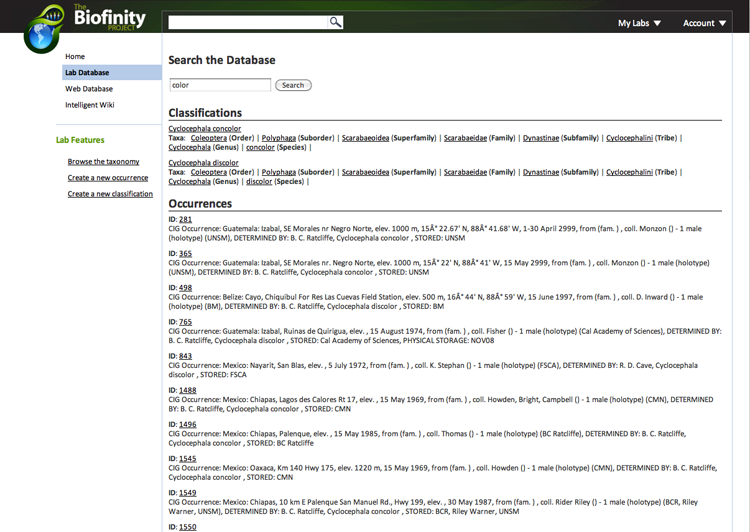 The
Biofinity
PROJECT
My Labs ▼
Account ▼
Home
Lab Database
Web Database
Intelligent Wiki
Lab Features
Browse the taxonomy
Create a new occurrence
Create a new classification
Search the Database
color
Search
Classifications
Cyclocephala concolor
Taxa: Coleoptera (Order) | Polyphaga (Suborder) | Scarabaeoidea (Superfamily) | Scarabaeidae (Family) | Dynastinae (Subfamily) | Cyclocephalini (Tribe) |
Cyclocephala (Genus) | concolor (Species) |
Cyclocephala discolor
Taxa: Coleoptera (Order) | Polyphaga (Suborder) | Scarabaeoidea (Superfamily) | Scarabaeidae (Family) | Dynastinae (Subfamily) | Cyclocephalini (Tribe) |
Cyclocephala (Genus) | discolor (Species) |
Occurrences
ID: 281
CIG Occurrence: Guatemala: Izabal, SE Morales nr Negro Norte, elev. 1000 m, 15Â° 22.67' N, 88Â° 41.68' W, 1-30 April 2999, from (fam. ) , coll. Monzon () - 1 male
(holotype) (UNSM), DETERMINED BY: B. C. Ratcliffe, Cyclocephala concolor , STORED: UNSM
ID: 365
CIG Occurrence: Guatemala: Izabal, SE Morales nr. Negro Norte, elev. 1000 m, 15Â° 22' N, 88Â° 41' W, 15 May 2999, from (fam. ) , coll. Monzon () - 1 male (holotype)
(UNSM), DETERMINED BY: B. C. Ratcliffe, Cyclocephala concolor , STORED: UNSM
ID: 498
CIG Occurrence: Belize: Cayo, Chiquibul For Res Las Cuevas Field Station, elev. 500 m, 16Â° 44' N, 88Â° 59' W, 15 June 1997, from (fam. ) , coll. D. Inward () - 1 male
(holotype) (BM), DETERMINED BY: B. C. Ratcliffe, Cyclocephala discolor , STORED: BM
ID: 765
CIG Occurrence: Guatemala: Izabal, Ruinas de Quirigua, elev. , 15 August 1974, from (fam. ) , coll. Fisher () - 1 male (holotype) (Cal Academy of Sciences), DETERMINED BY:
B. C. Ratcliffe, Cyclocephala discolor , STORED: Cal Academy of Sciences, PHYSICAL STORAGE: NOV08
ID: 843
CIG Occurrence: Mexico: Nayarit, San Blas, elev. , 5 July 1972, from (fam. ) , coll. K. Stephan () - 1 male (holotype) (FSCA), DETERMINED BY: R. D. Cave, Cyclocephala
discolor , STORED: FSCA
ID: 1488
CIG Occurrence: Mexico: Chiapas, Lagos des Calores Rt 17, elev. , 15 May 1969, from (fam. ) , coll. Howden, Bright, Campbell () - 1 male (holotype) (CMN), DETERMINED
BY: B. C. Ratcliffe, Cyclocephala concolor , STORED: CMN
ID: 1496
CIG Occurrence: Mexico: Chiapas, Palenque, elev. , 15 May 1985, from (fam. ) , coll. Thomas () - 1 male (holotype) (BC Ratliffe), DETERMINED BY: B. C. Ratcliffe,
Cyclocephala concolor , STORED: BC Ratcliffe
ID: 1545
CIG Occurrence: Mexico: Oaxaca, Km 140 Hwy 175, elev. 1220 m, 15 May 1969, from (fam. ) , coll. Howden () - 1 male (holotype) (CMN), DETERMINED BY: B. C. Ratcliffe,
Cyclocephala concolor , STORED: CMN
ID: 1549
CIG Occurrence: Mexico: Chiapas, 10 km E Palenque San Manuel Rd., Hwy 199, elev. , 30 May 1987, from (fam. ) , coll. Rider Riley () - 1 male (holotype) (BCR, Riley
Warner, UNSM), DETERMINED BY: B. C. Ratcliffe, Cyclocephala concolor , STORED: BCR, Riley Warner, UNSM
ID: 1550